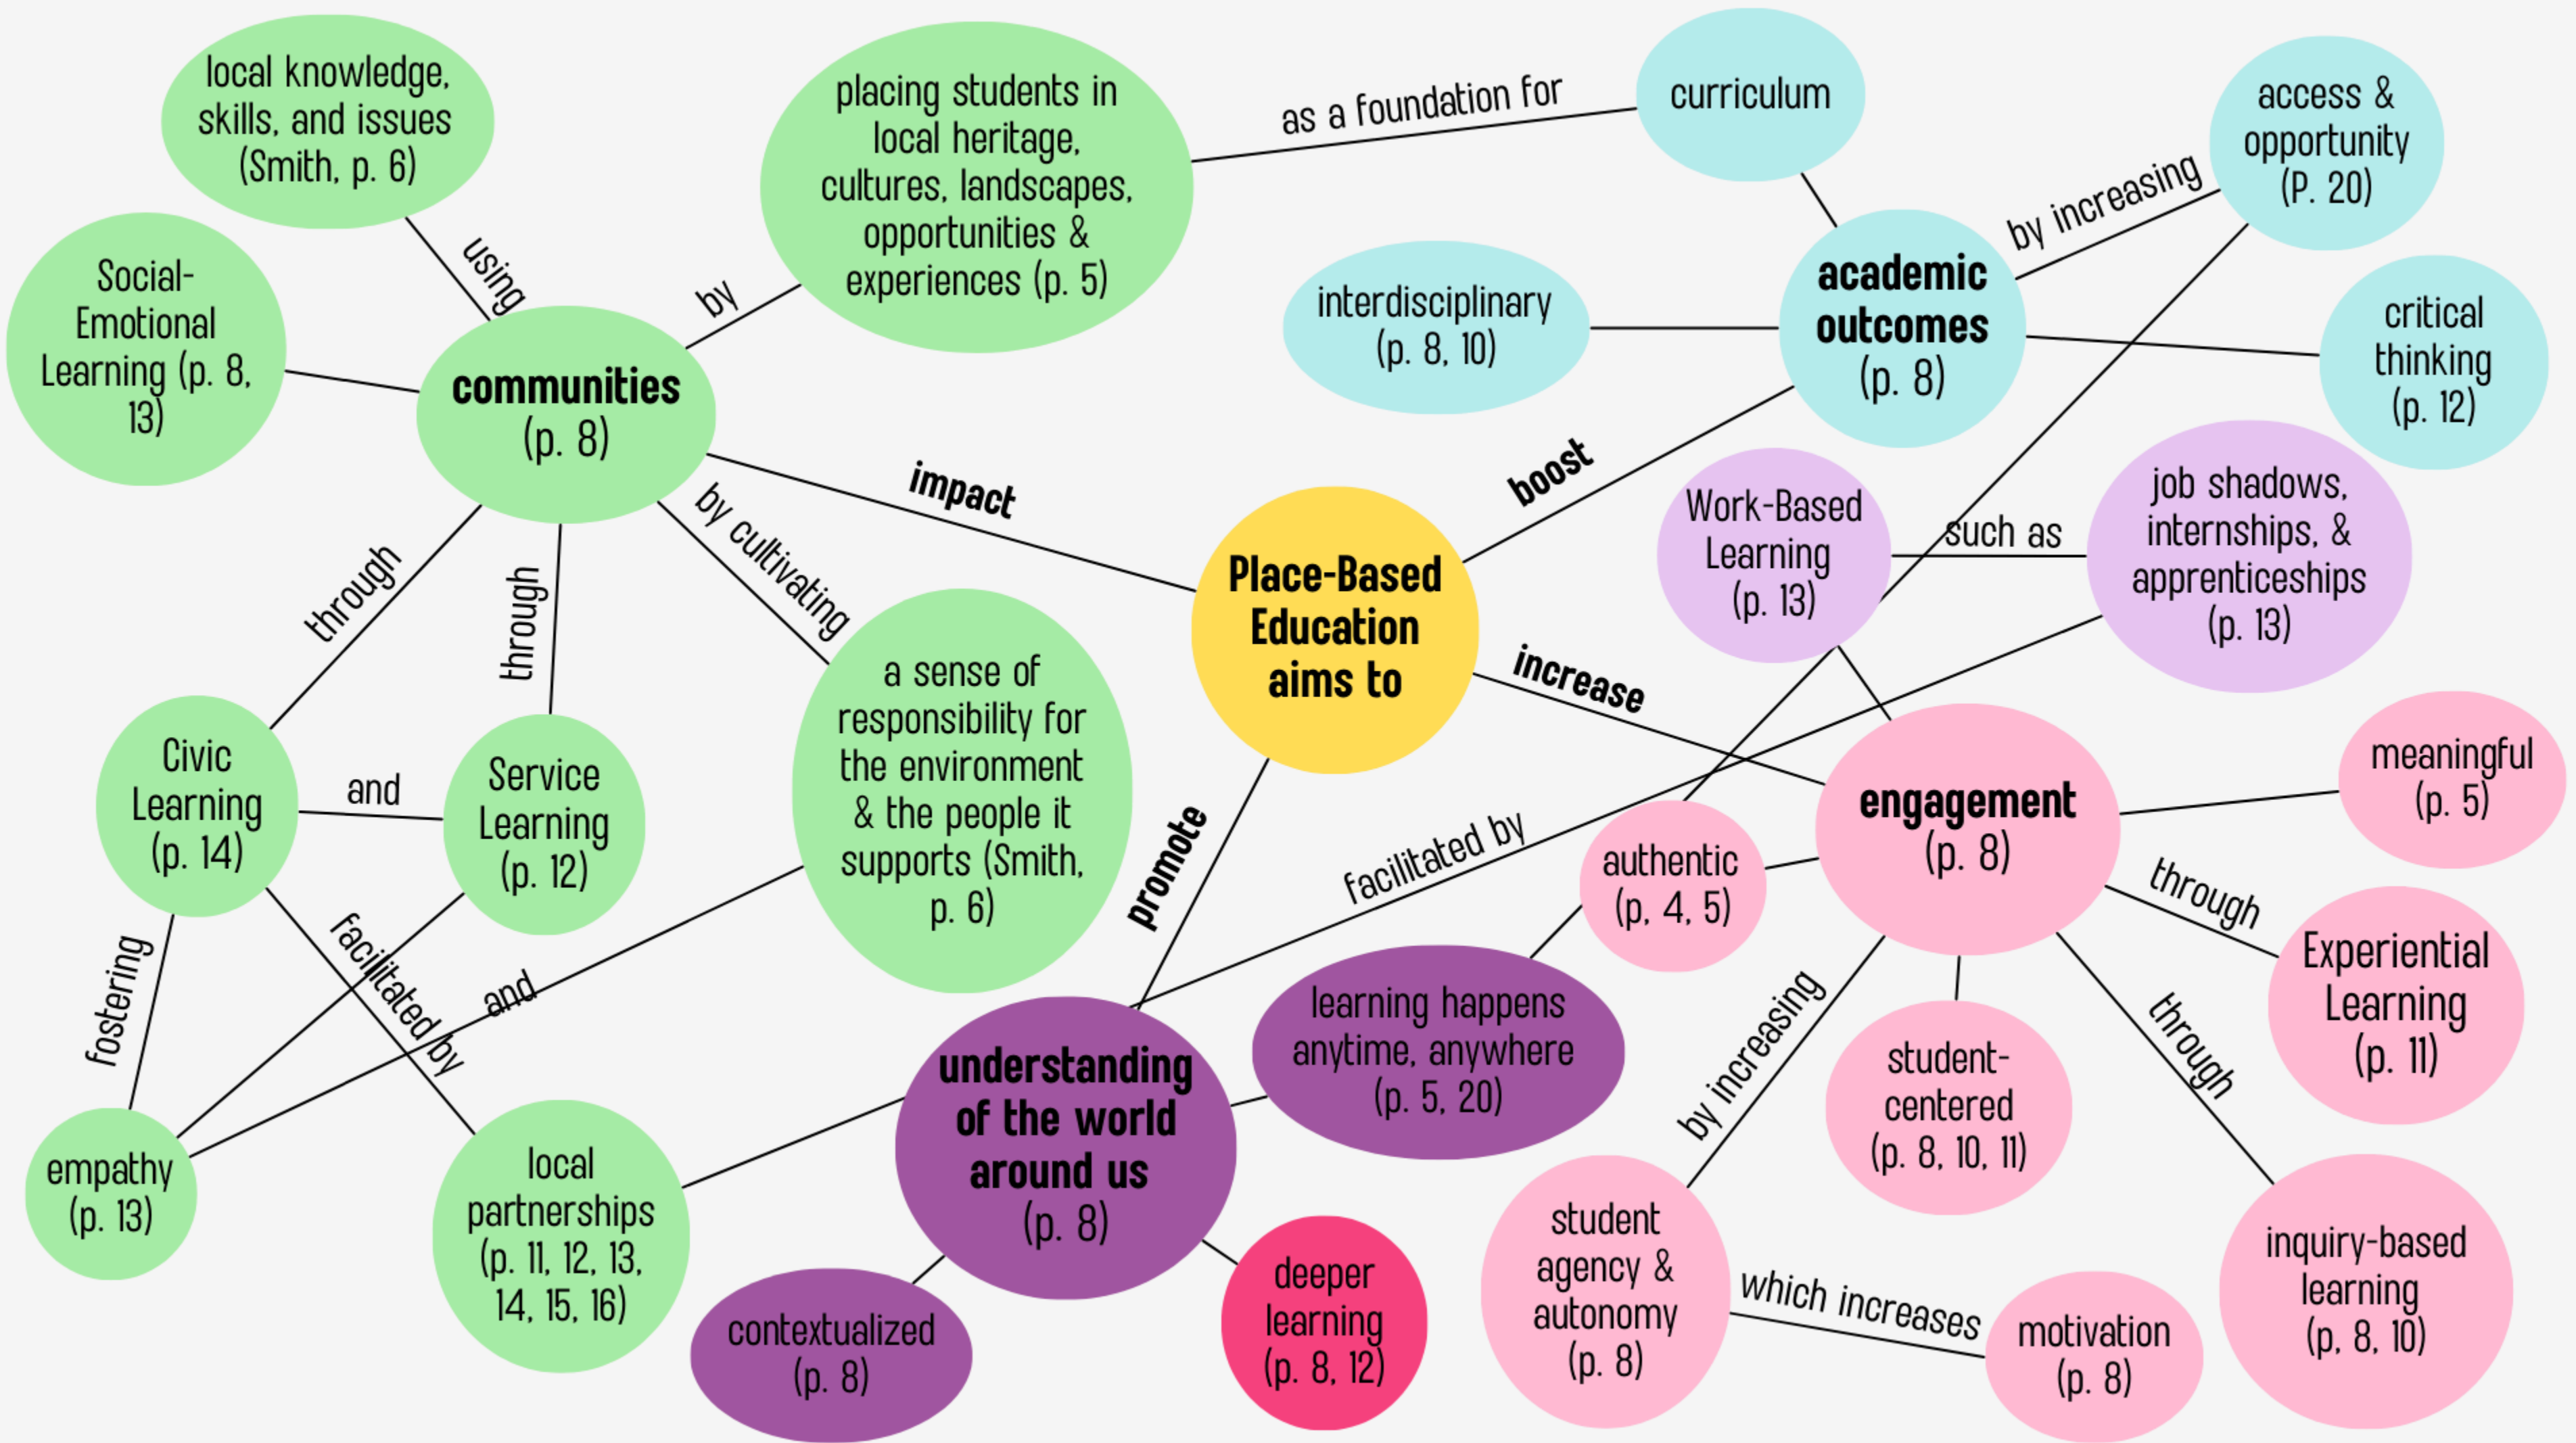 local knowledge,
skills, and issues
(Smith, p. 6)
Social-
Emotional
Learning (p. 8,
13)
using
communities
(p. 8)
by
placing students in
local heritage,
cultures, landscapes,
opportunities &
experiences (p. 5)
as a foundation for
curriculum
access &
opportunity
(P. 20)
by increasing
academic
outcomes
(p. 8)
interdisciplinary
(p. 8, 10)
critical
thinking
(p. 12)
impact
boost
Place-Based
Education
aims to
increase
promote
Work-Based
Learning
(p. 13)
such as
job shadows,
internships, &
apprenticeships
(p. 13)
through
through
by cultivating
a sense of
responsibility for
the environment
& the people it
supports (Smith,
p. 6)
Civic
Learning
(p. 14)
and
Service
Learning
(p. 12)
fostering
facilitated by
and
empathy
(p. 13)
local
partnerships
(p. 11, 12, 13,
14, 15, 16)
facilitated by
understanding
of the world
around us
(p. 8)
learning happens
anytime, anywhere
(p. 5, 20)
contextualized
(p. 8)
deeper
learning
(p. 8, 12)
authentic
(p, 4, 5)
engagement
(p. 8)
meaningful
(p. 5)
through
Experiential
Learning
(p. 11)
by increasing
student-
centered
(p. 8, 10, 11)
through
student
agency &
autonomy
(p. 8)
which increases
motivation
(p. 8)
inquiry-based
learning
(p, 8, 10)